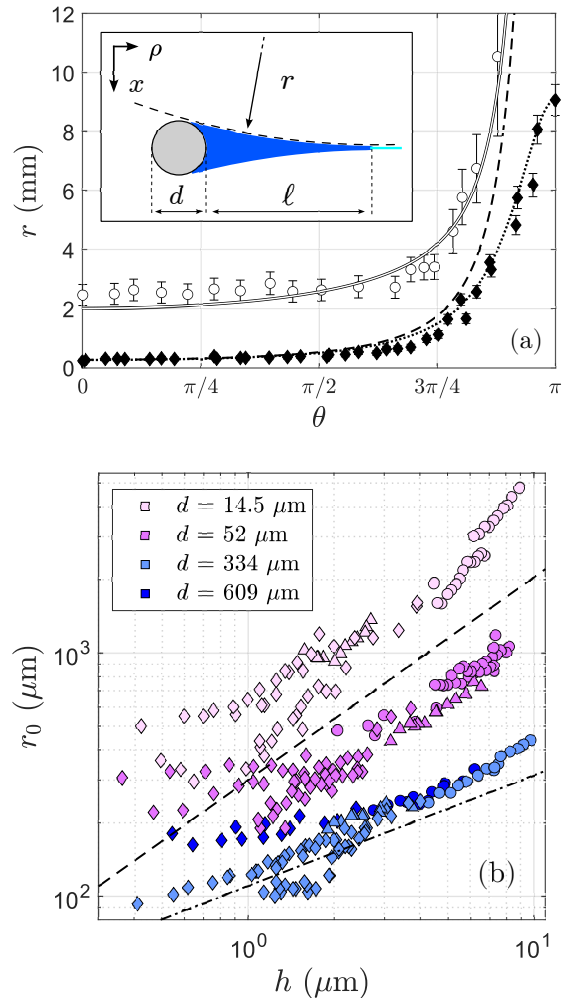 12
10
8
6
4
2
0
r (mm)
ρ
x
r
d
ℓ
(a)
0
π/4
π/2
3π/4
π
θ
d = 14.5 μm
d = 52 μm
d = 334 μm
d = 609 μm
10³
10²
r₀ (μm)
(b)
10⁰
10¹
h (μm)